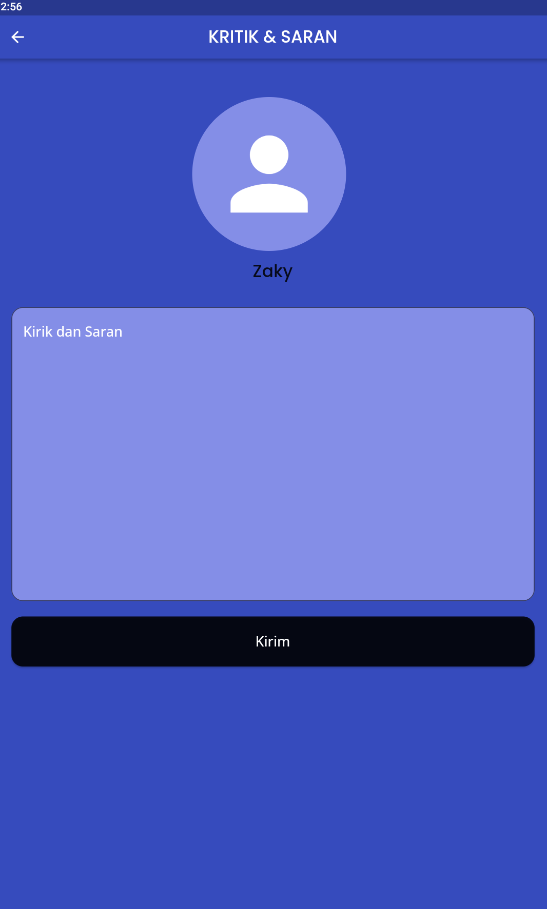 2:56
KRITIK & SARAN
Zaky
Kirik dan Saran
Kirim